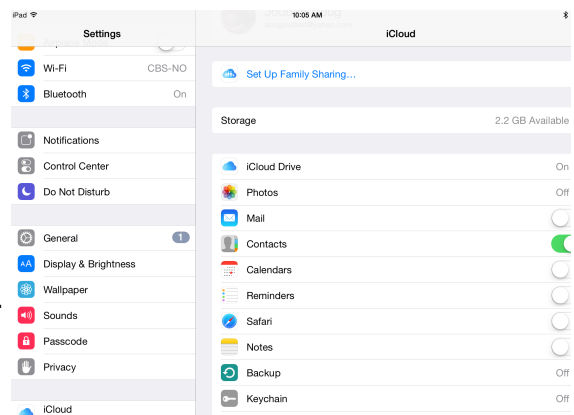 iPad
10:05 AM
Settings
iCloud
Airplane Mode
Wi-Fi CBS-NO
Bluetooth On
Notifications
Control Center
Do Not Disturb
General 1
Display & Brightness
Wallpaper
Sounds
Passcode
Privacy
iCloud
Set Up Family Sharing...
Storage 2.2 GB Available
iCloud Drive On
Photos Off
Mail
Contacts
Calendars
Reminders
Safari
Notes
Backup Off
Keychain Off